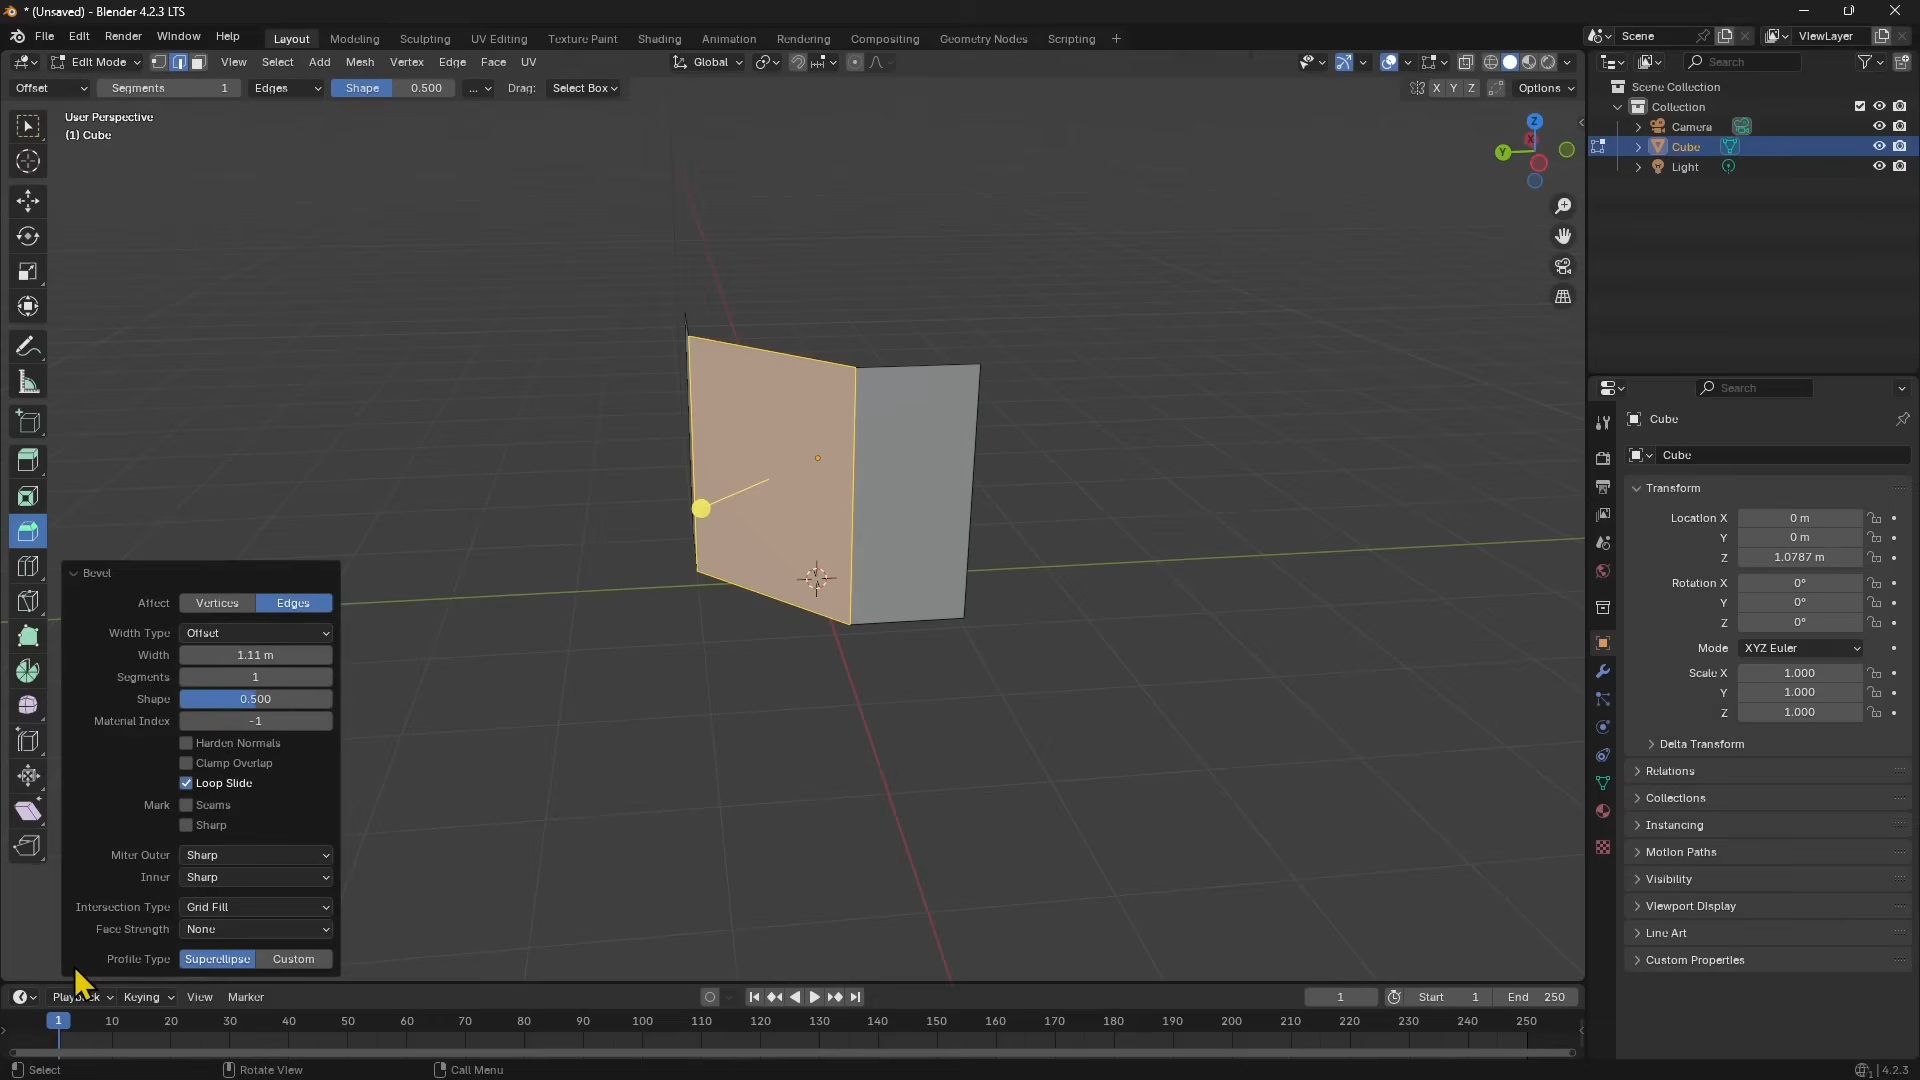 * (Unsaved) - Blender 4.2.3 LTS
File Edit Render Window Help Layout Modeling Sculpting UV Editing Texture Paint Shading Animation Rendering Compositing Geometry Nodes Scripting + Scene ViewLayer
Edit Mode View Select Add Mesh Vertex Edge Face UV Global Search
Offset Segments 1 Edges Shape 0.500 ... Drag: Select Box X Y Z Options
Scene Collection
Collection
Camera
Cube
Light
User Perspective
(1) Cube
Z
X
Y
Search
Cube
Cube
Transform
Location X 0 m
Y 0 m
Z 1.0787 m
Rotation X 0°
Y 0°
Z 0°
Mode XYZ Euler
Scale X 1.000
Y 1.000
Z 1.000
Delta Transform
Relations
Collections
Instancing
Motion Paths
Visibility
Viewport Display
Line Art
Custom Properties
Bevel
Affect Vertices Edges
Width Type Offset
Width 1.11 m
Segments 1
Shape 0.500
Material Index -1
Harden Normals
Clamp Overlap
Loop Slide
Mark Seams
Sharp
Miter Outer Sharp
Inner Sharp
Intersection Type Grid Fill
Face Strength None
Profile Type Superellipse Custom
Keying View Marker 1 Start 1 End 250
1 10 20 30 40 50 60 70 80 90 100 110 120 130 140 150 160 170 180 190 200 210 220 230 240 250
Select Rotate View Call Menu 4.2.3